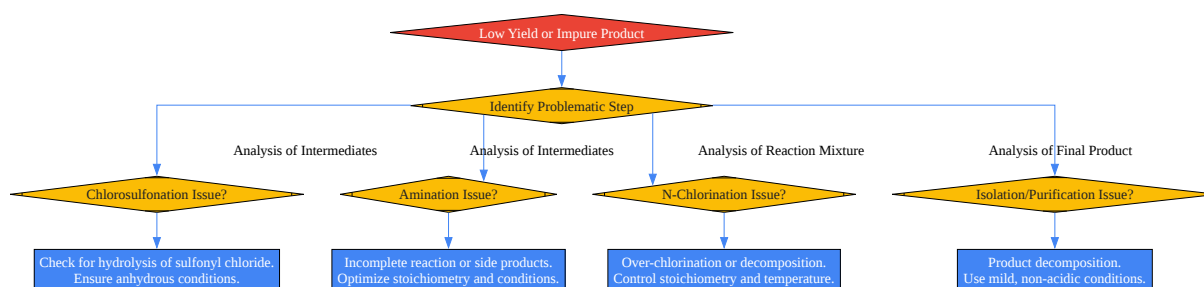 Low Yield or Impure Product
Identify Problematic Step
Analysis of Intermediates
Analysis of Intermediates
Analysis of Reaction Mixture
Analysis of Final Product
Chlorosulfonation Issue?
Amination Issue?
N-Chlorination Issue?
Isolation/Purification Issue?
Check for hydrolysis of sulfonyl chloride.
Ensure anhydrous conditions.
Incomplete reaction or side products.
Optimize stoichiometry and conditions.
Over-chlorination or decomposition.
Control stoichiometry and temperature.
Product decomposition.
Use mild, non-acidic conditions.